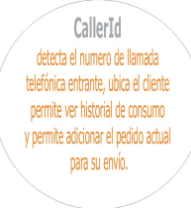 CallerId
detecta el numero de llamada
telefónica entrante, ubica el cliente
permite ver historial de consumo
y permite adicionar el pedido actual
para su envío.